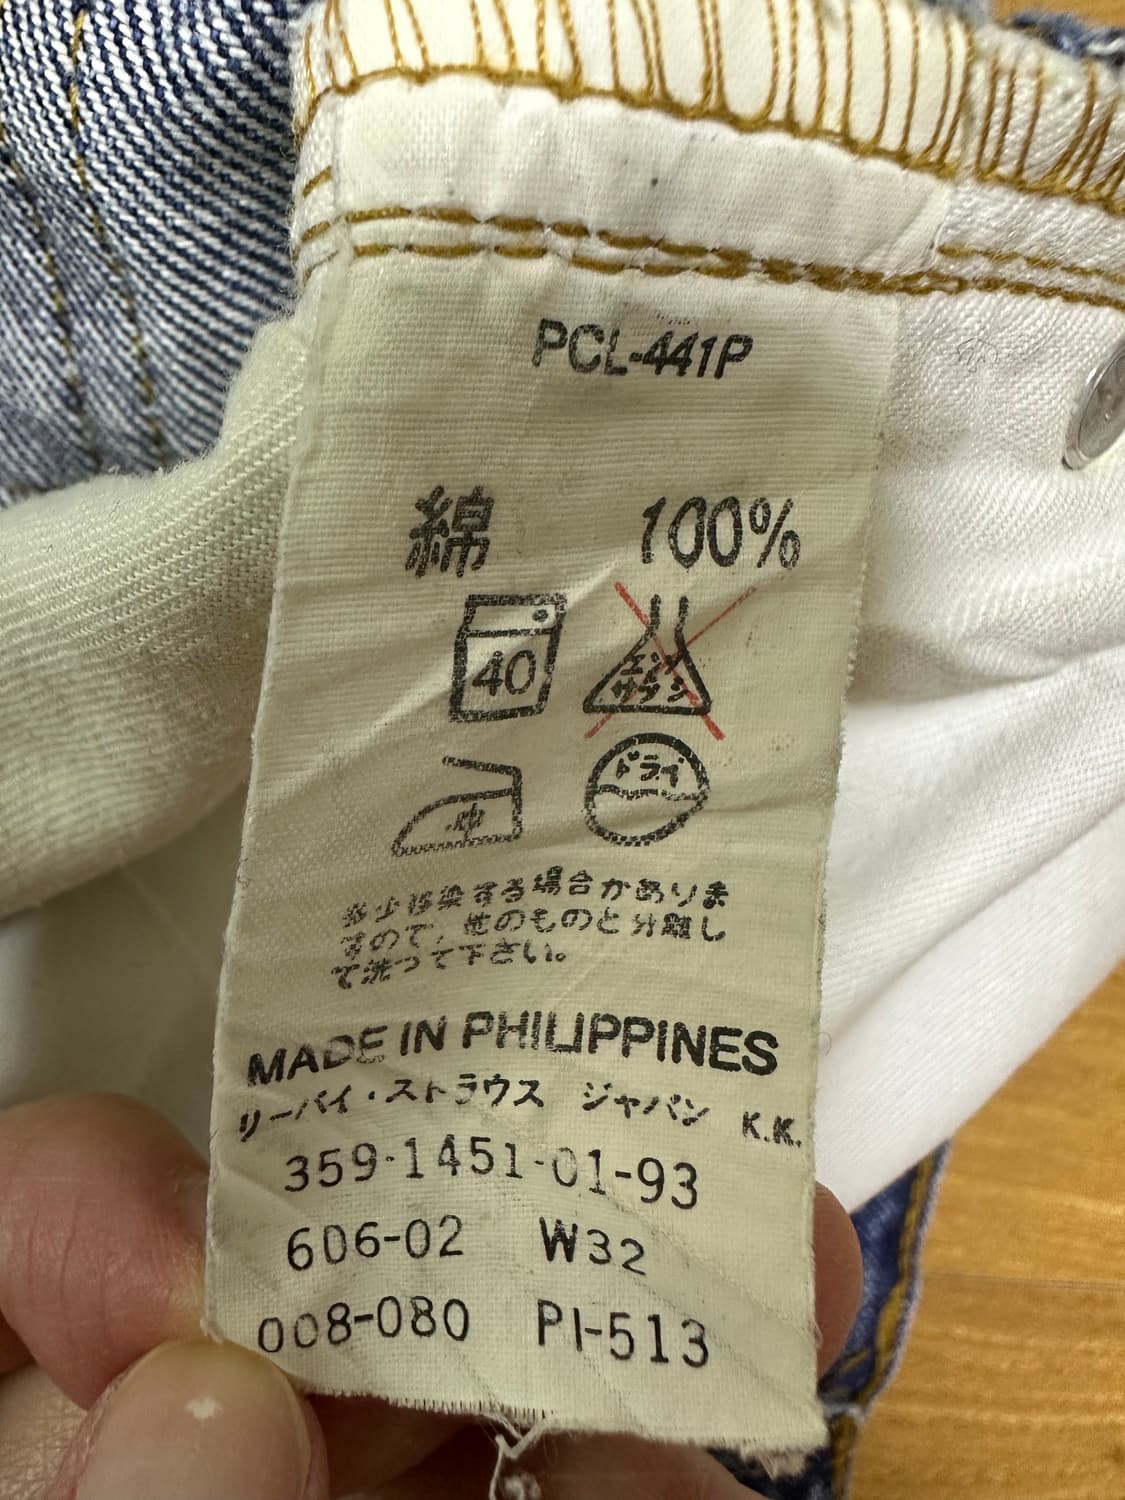 PCL-441P
綿 100%
40 エンソ
サラシ
中 ドライ
多少は染する場合がありま
すので、他のものと分離し
て洗って下さい。
MADE IN PHILIPPINES
リーバイ・ストラウス ジャパン K.K.
359-1451-01-93
606-02 W32
008-080 PI-513